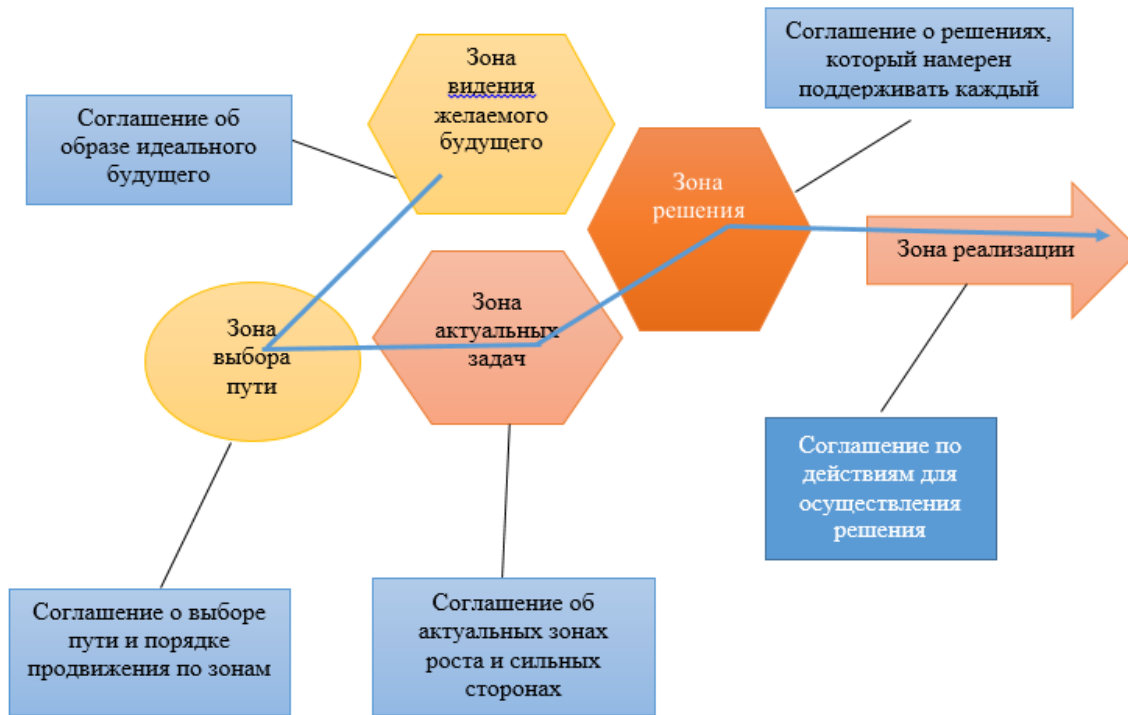 Зона
видения
желаемого
будущего
Соглашение о решениях,
который намерен
поддерживать каждый
Соглашение об
образе идеального
будущего
Зона
решения
Зона реализации
Зона
выбора
пути
Зона
актуальных
задач
Соглашение по
действиям для
осуществления
решения
Соглашение о выборе
пути и порядке
продвижения по зонам
Соглашение об
актуальных зонах
роста и сильных
сторонах